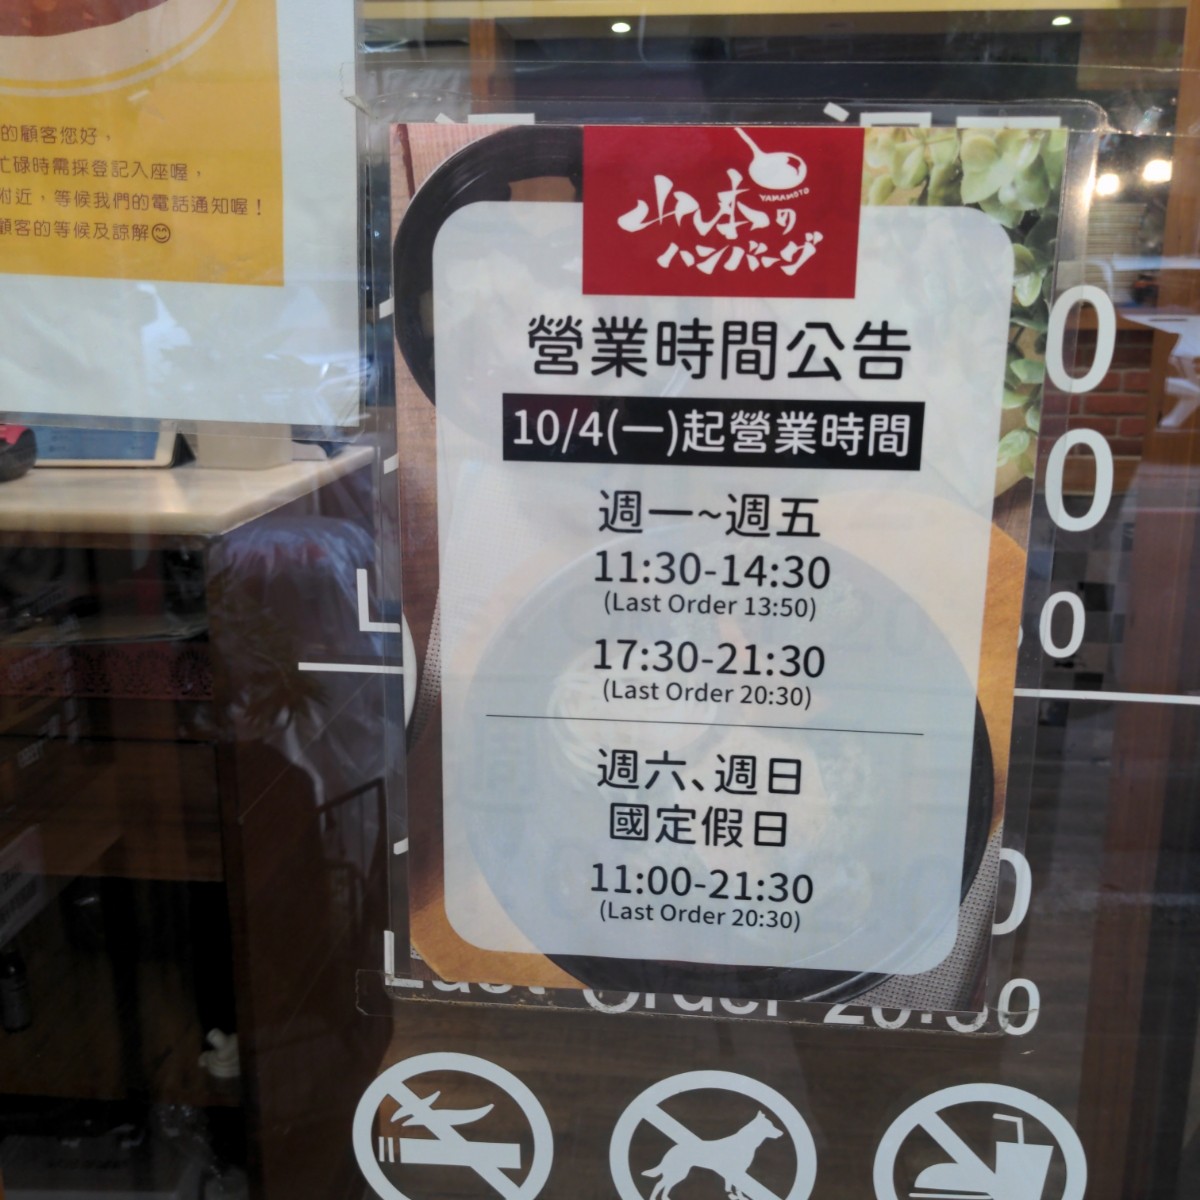 的顧客您好，
忙碌時需採登記入座喔，
附近，等候我們的電話通知喔！
顧客的等候及諒解
YAMAMOTO
山本の
ハンバーグ
營業時間公告
10/4(一)起營業時間
週一~週五
11:30-14:30
(Last Order 13:50)
17:30-21:30
(Last Order 20:30)
週六、週日
國定假日
11:00-21:30
(Last Order 20:30)
Last Order 20:30